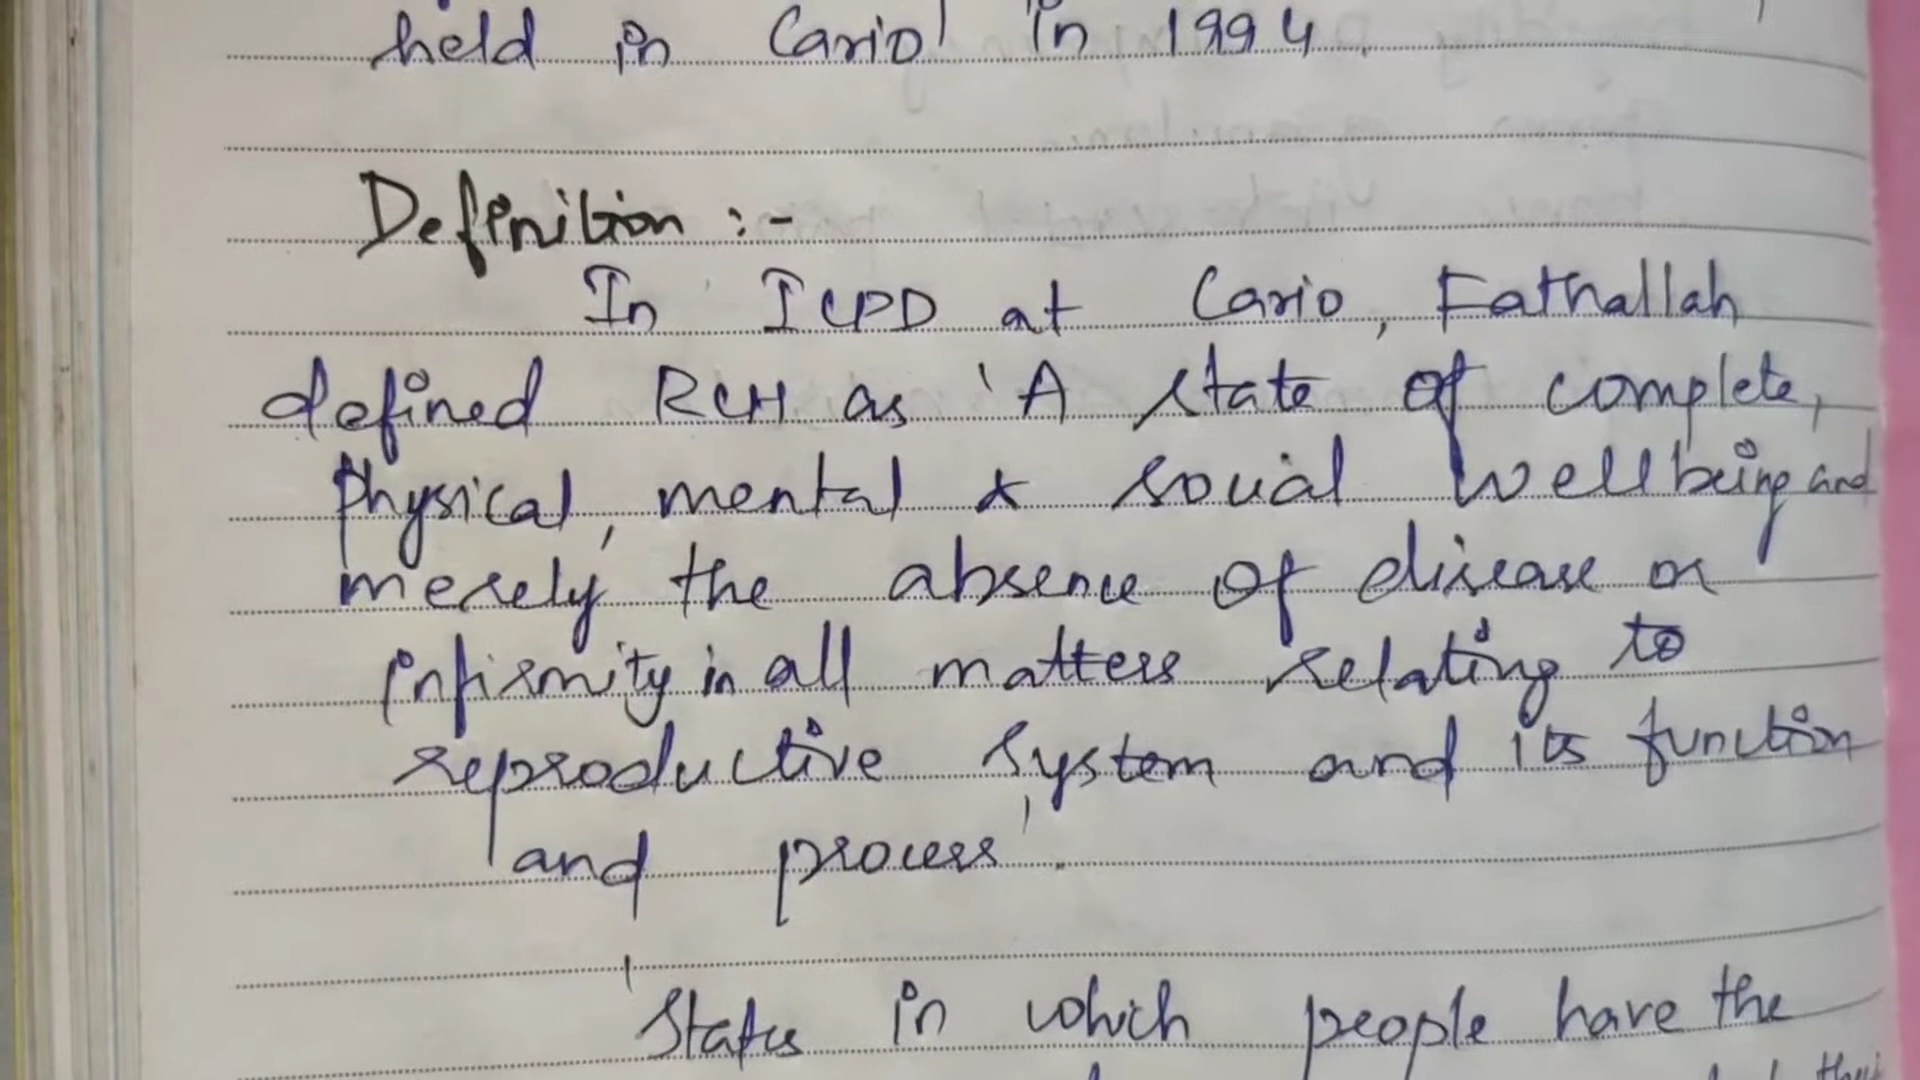 held in Cario' in 1994.
Definition :-
In ICPD at Cario, Fathallah
defined RCH as 'A state of complete,
Physical, mental & social wellbeing and
merely the absence of disease or
infirmity in all matters relating to
reproductive system and its function
and process'.
'States in which people have the